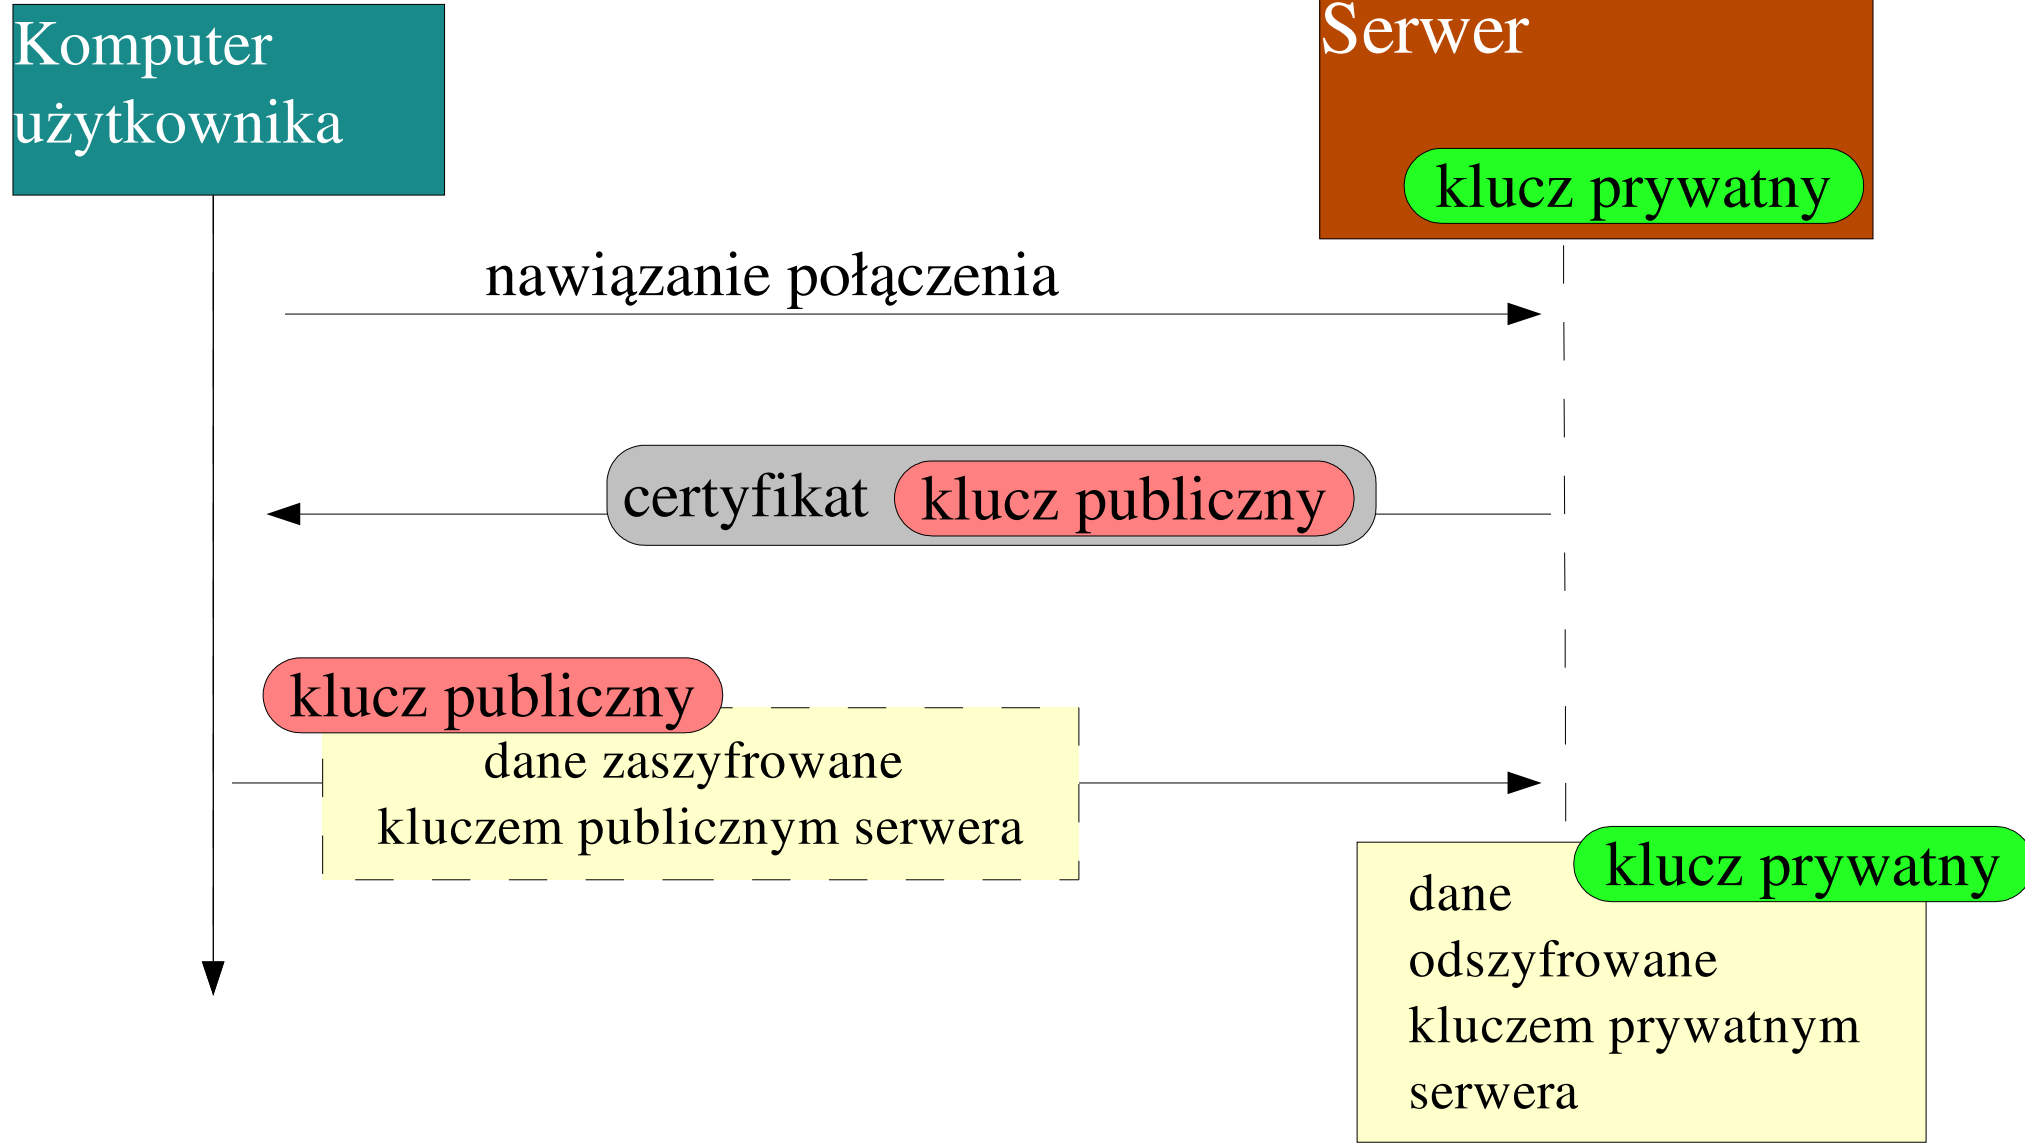 Komputer
użytkownika
Serwer
klucz prywatny
nawiązanie połączenia
certyfikat klucz publiczny
klucz publiczny
dane zaszyfrowane
kluczem publicznym serwera
klucz prywatny
dane
odszyfrowane
kluczem prywatnym
serwera